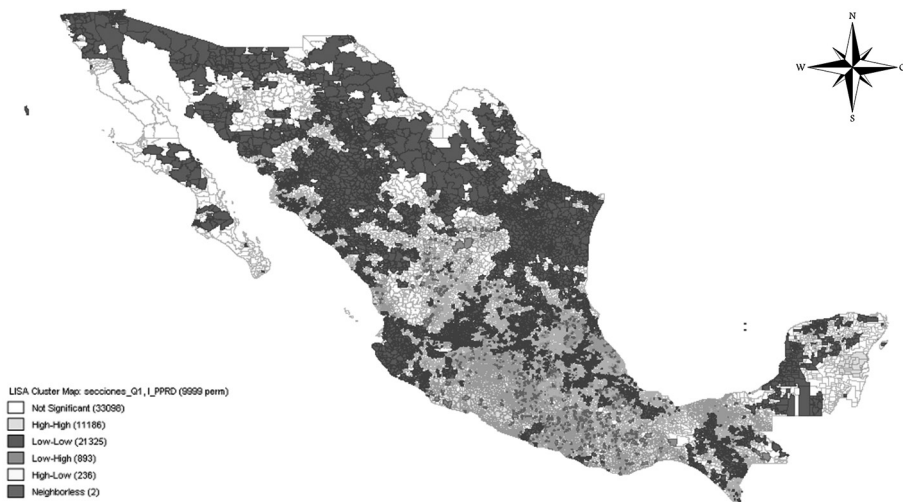 N
W
O
S
LISA Cluster Map: secciones_Q1, I_PPRD (9999 perm)
Not Significant (33098)
High-High (11186)
Low-Low (21325)
Low-High (893)
High-Low (236)
Neighborless (2)